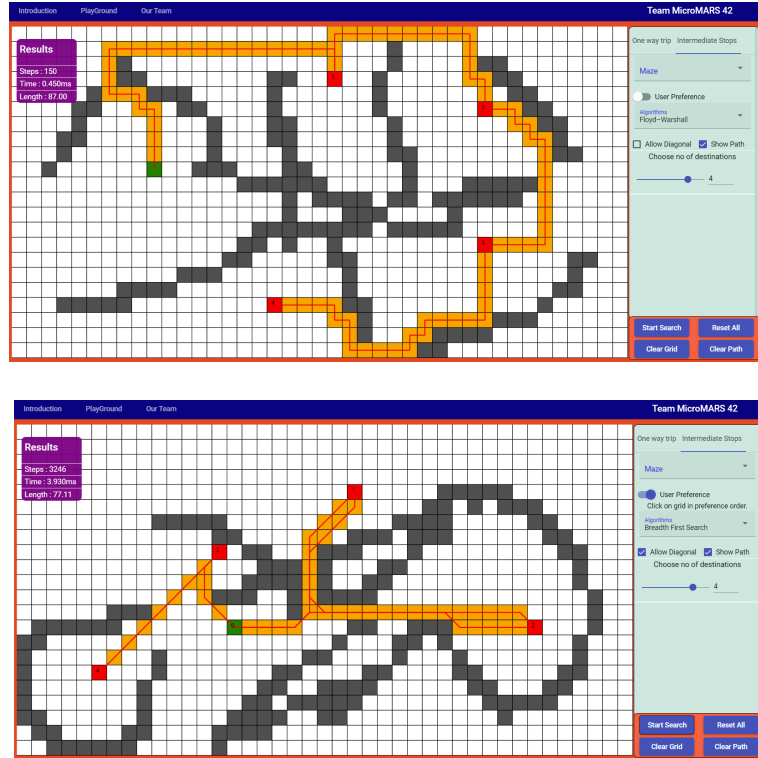 Introduction PlayGround Our Team Team MicroMARS 42
Results
Steps : 150
Time : 0.450ms
Length : 87.00
One way trip Intermediate Stops
Maze
User Preference
Algorithms
Floyd–Warshall
Allow Diagonal Show Path
Choose no of destinations
4
Start Search Reset All
Clear Grid Clear Path
Introduction PlayGround Our Team Team MicroMARS 42
Results
Steps : 3246
Time : 3.930ms
Length : 77.11
One way trip Intermediate Stops
Maze
User Preference
Click on grid in preference order.
Algorithms
Breadth First Search
Allow Diagonal Show Path
Choose no of destinations
4
Start Search Reset All
Clear Grid Clear Path